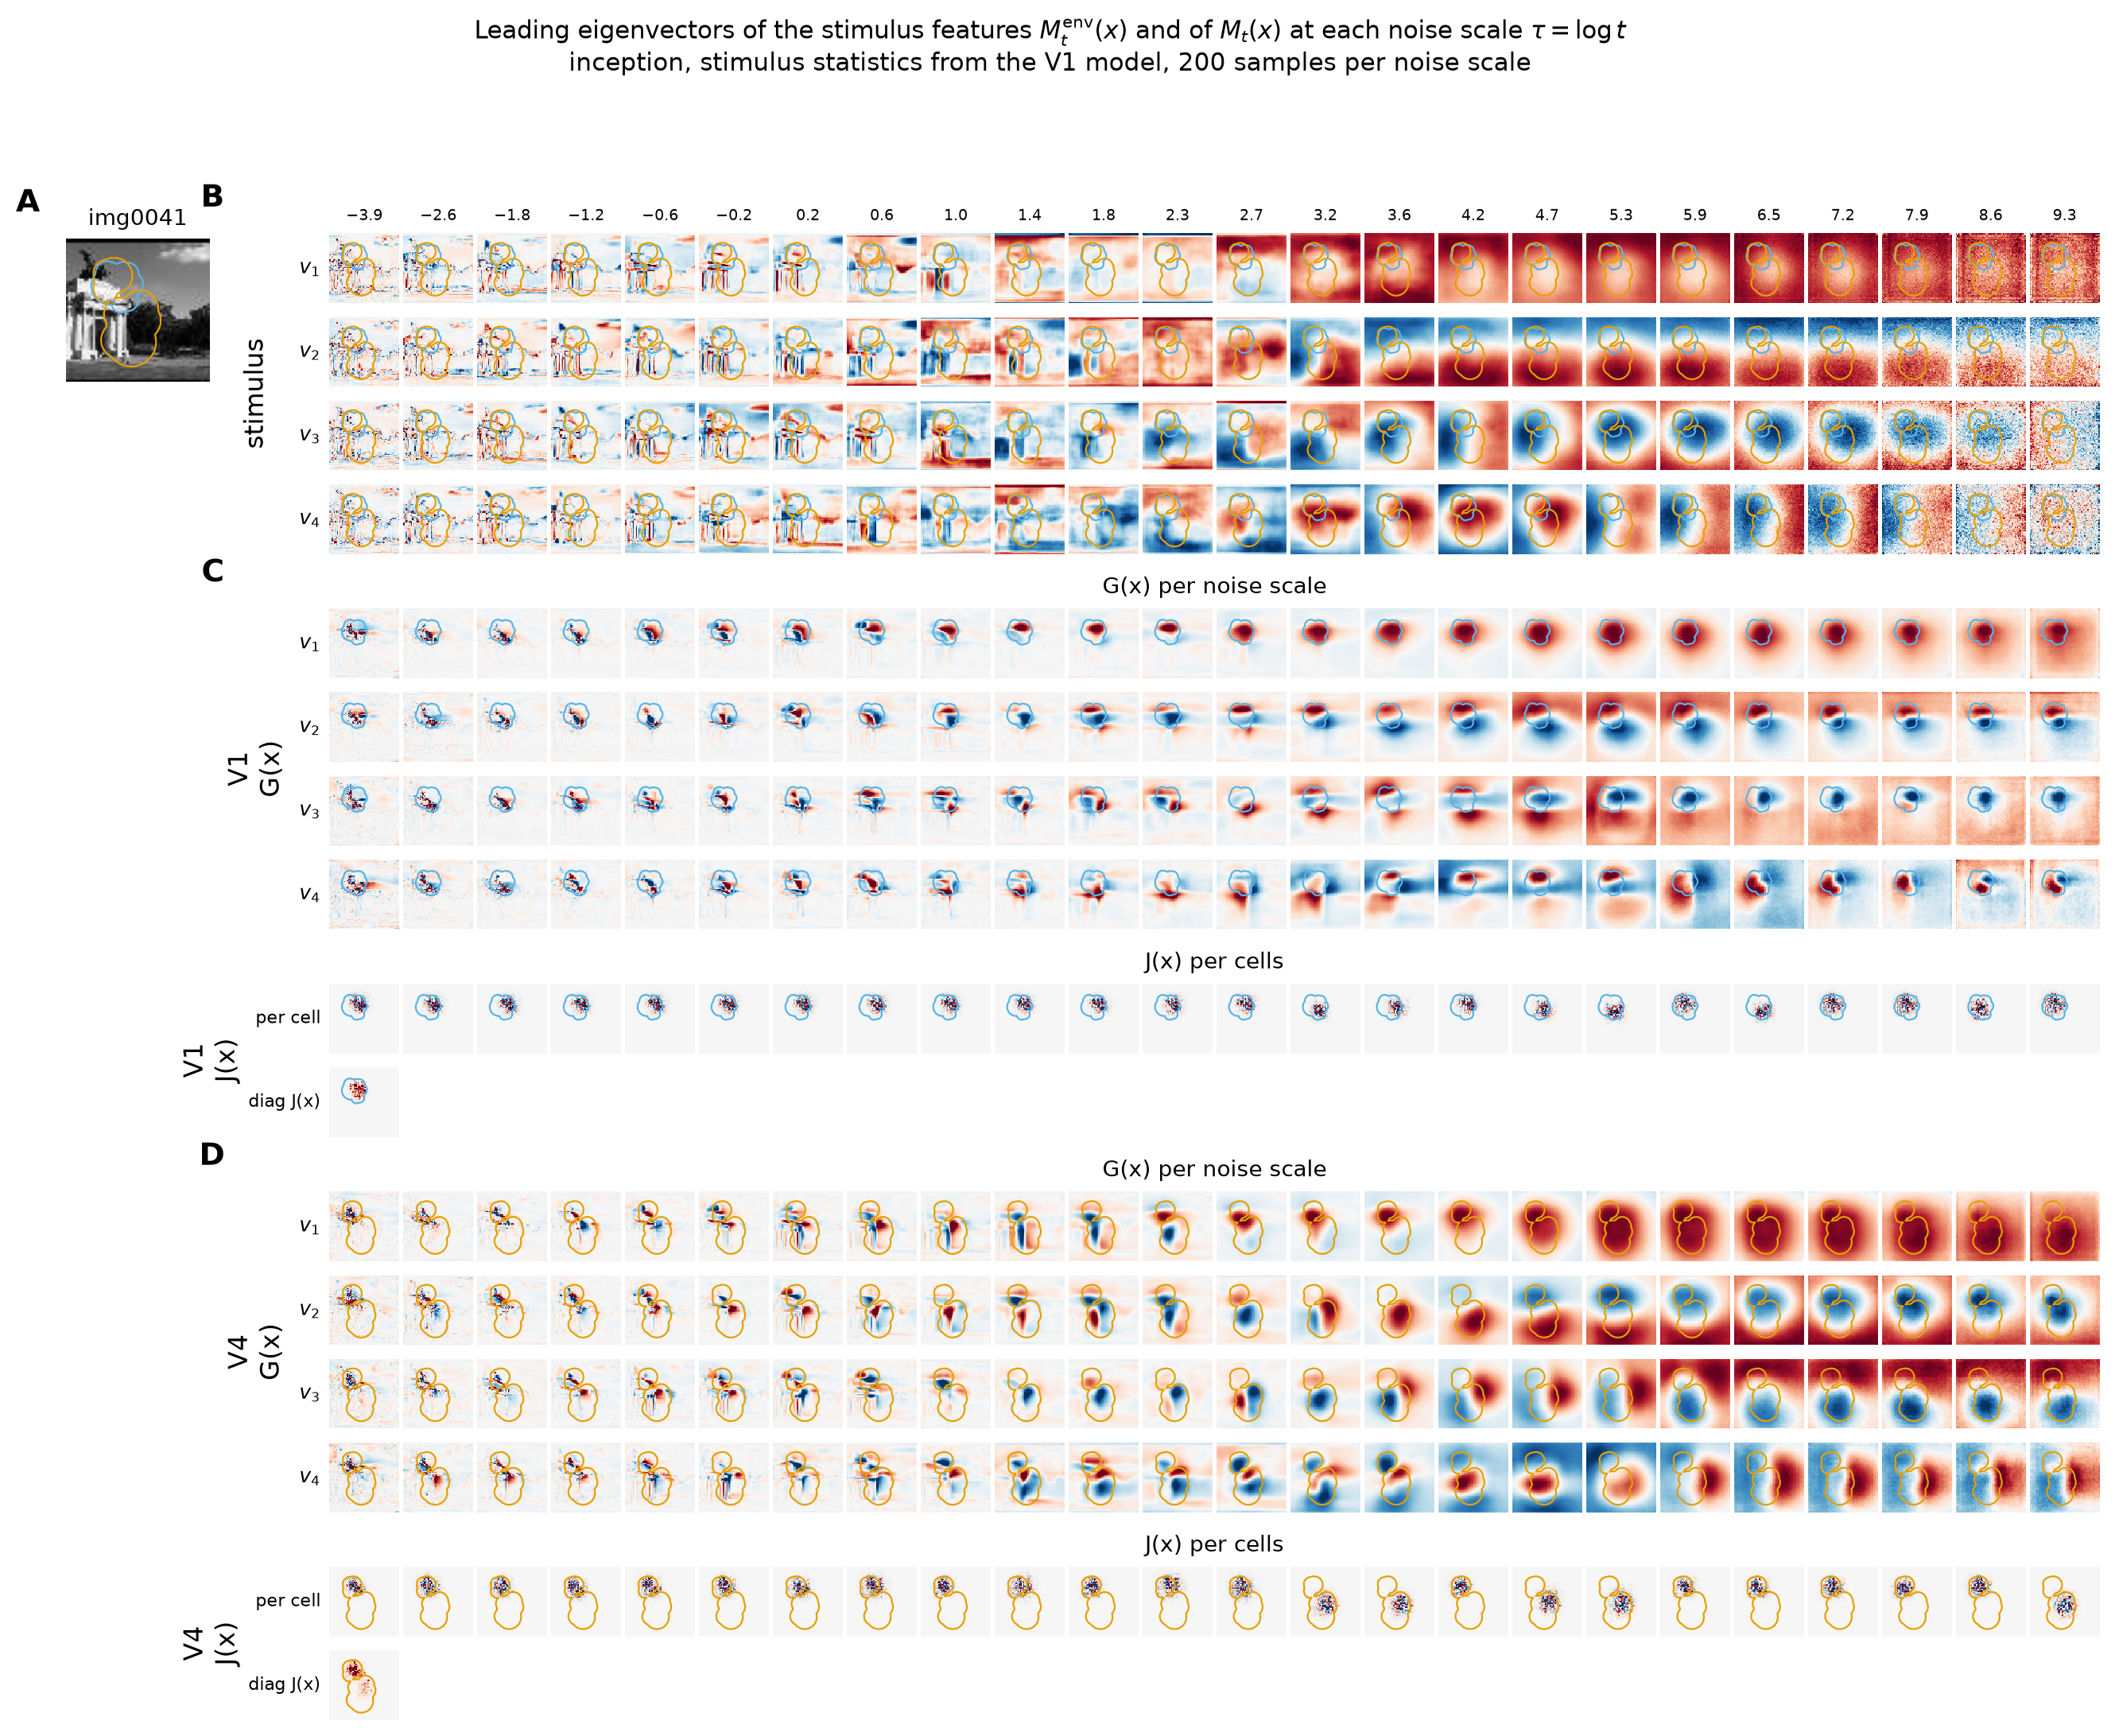 Leading eigenvectors of the stimulus features M_t^env(x) and of M_t(x) at each noise scale τ = log t
inception, stimulus statistics from the V1 model, 200 samples per noise scale
A
img0041
B
−3.9 −2.6 −1.8 −1.2 −0.6 −0.2 0.2 0.6 1.0 1.4 1.8 2.3 2.7 3.2 3.6 4.2 4.7 5.3 5.9 6.5 7.2 7.9 8.6 9.3
stimulus
v1
v2
v3
v4
C
G(x) per noise scale
V1
G(x)
v1
v2
v3
v4
J(x) per cells
V1
J(x)
per cell
diag J(x)
D
G(x) per noise scale
V4
G(x)
v1
v2
v3
v4
J(x) per cells
V4
J(x)
per cell
diag J(x)